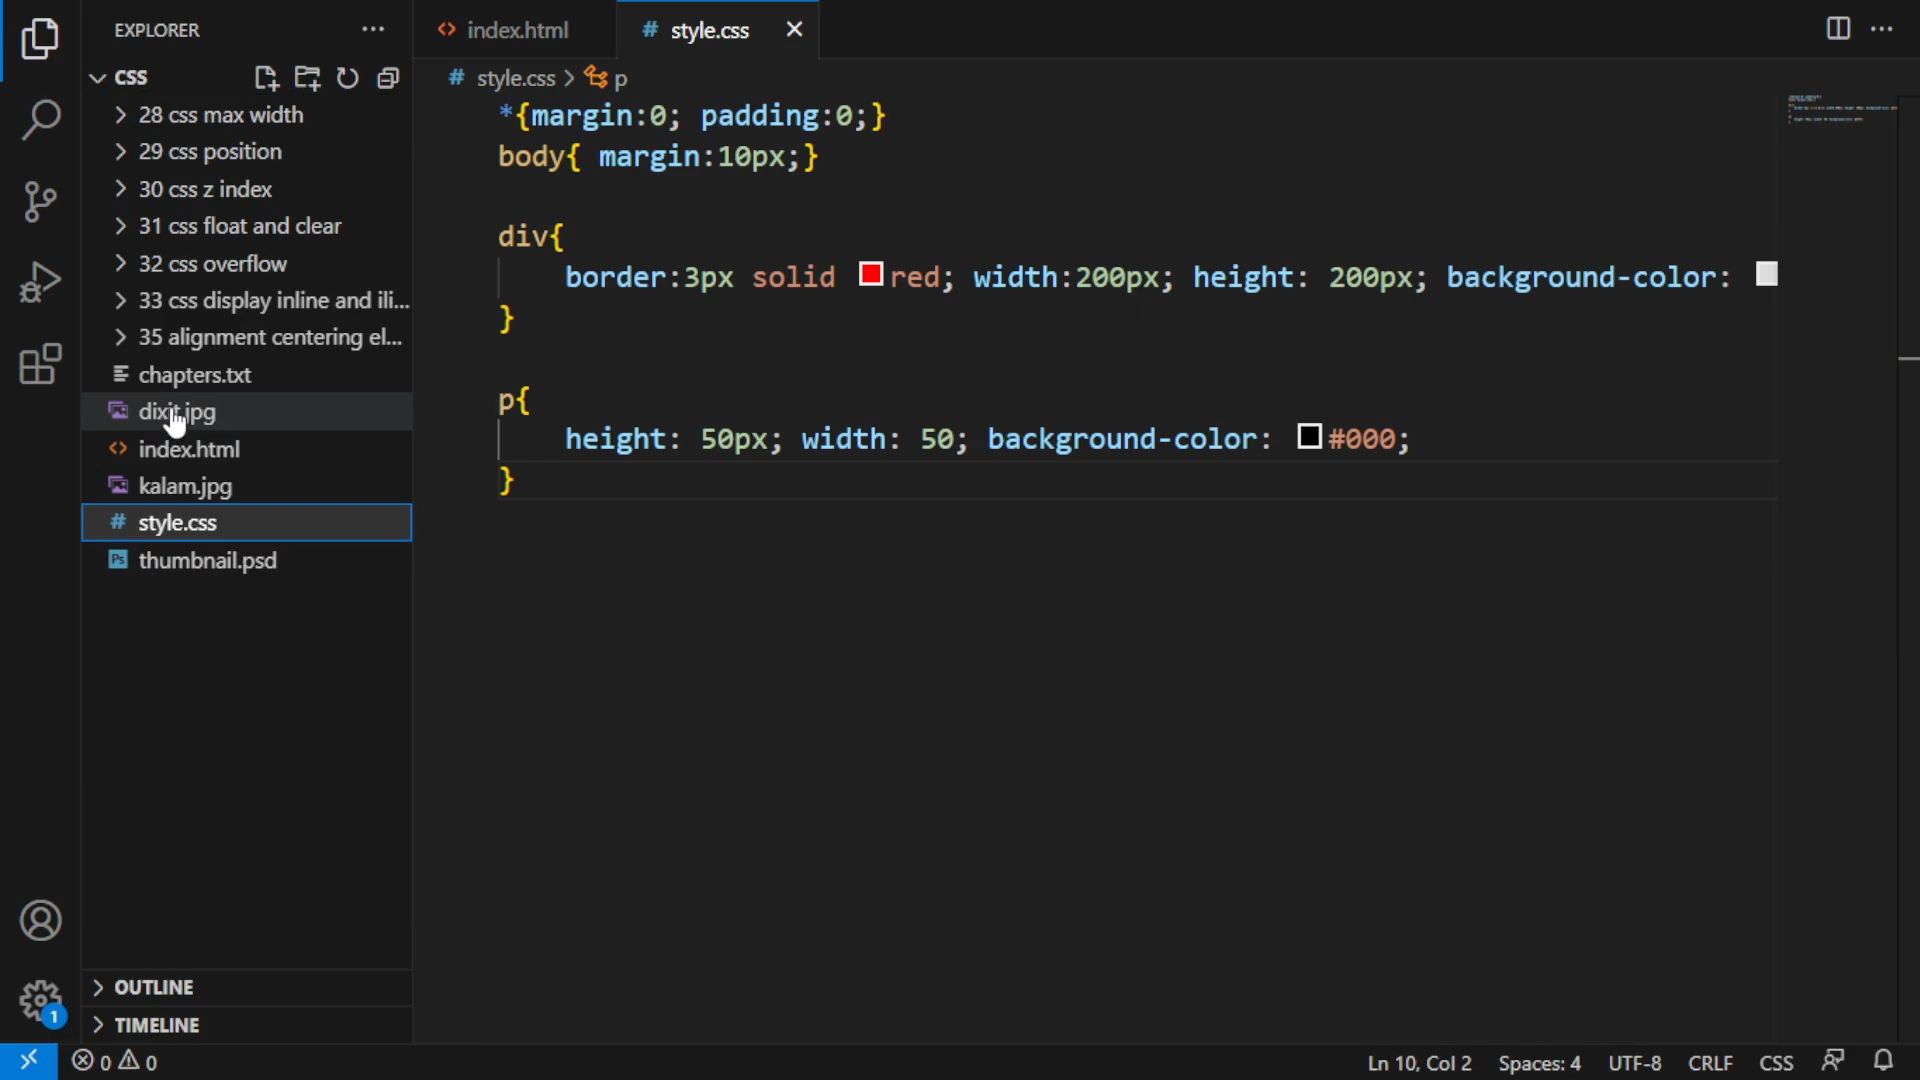 EXPLORER
CSS
28 css max width
29 css position
30 css z index
31 css float and clear
32 css overflow
33 css display inline and ili...
35 alignment centering el...
chapters.txt
dixit.jpg
index.html
kalam.jpg
style.css
thumbnail.psd
OUTLINE
TIMELINE
index.html
# style.css
# style.css > p
*{margin:0; padding:0;}
body{ margin:10px;}
div{
border:3px solid red; width:200px; height: 200px; background-color:
}
p{
height: 50px; width: 50; background-color: #000;
}
1
0 0
Ln 10, Col 2 Spaces: 4 UTF-8 CRLF CSS